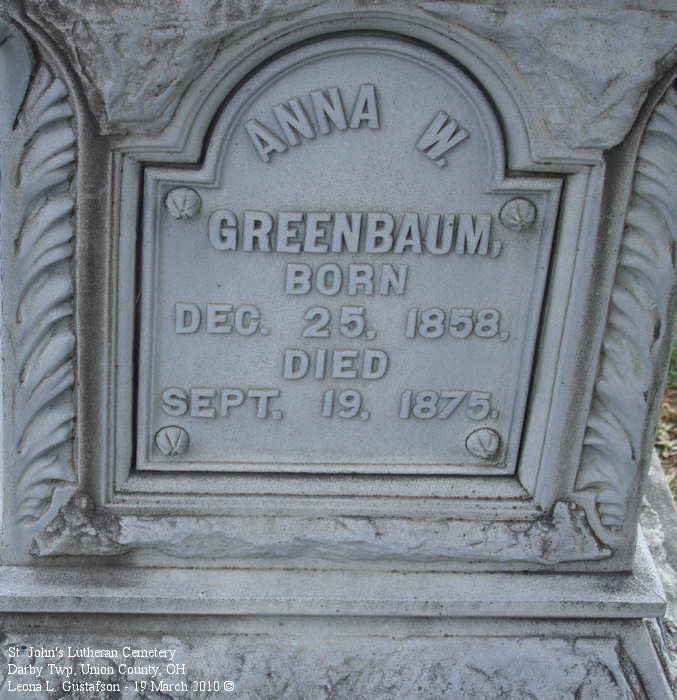 ANNA W.
GREENBAUM,
BORN
DEC. 25, 1858,
DIED
SEPT. 19, 1875.
St. John's Lutheran Cemetery
Darby Twp, Union County, OH
Leona L. Gustafson - 19 March 2010 ©